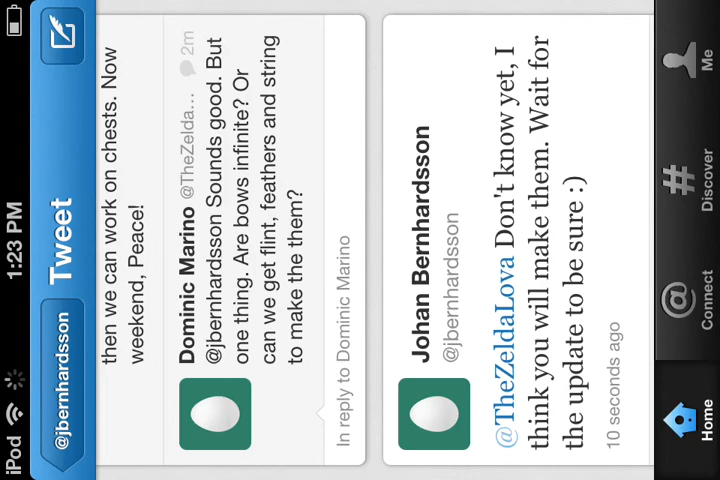 iPod 1:23 PM
@jbernhardsson Tweet
then we can work on chests. Now
weekend, Peace!
Dominic Marino @TheZelda... 2m
@jbernhardsson Sounds good. But
one thing. Are bows infinite? Or
can we get flint, feathers and string
to make the them?
In reply to Dominic Marino
Johan Bernhardsson
@jbernhardsson
@TheZeldaLova Don't know yet, I
think you will make them. Wait for
the update to be sure :)
10 seconds ago
Home Connect Discover Me